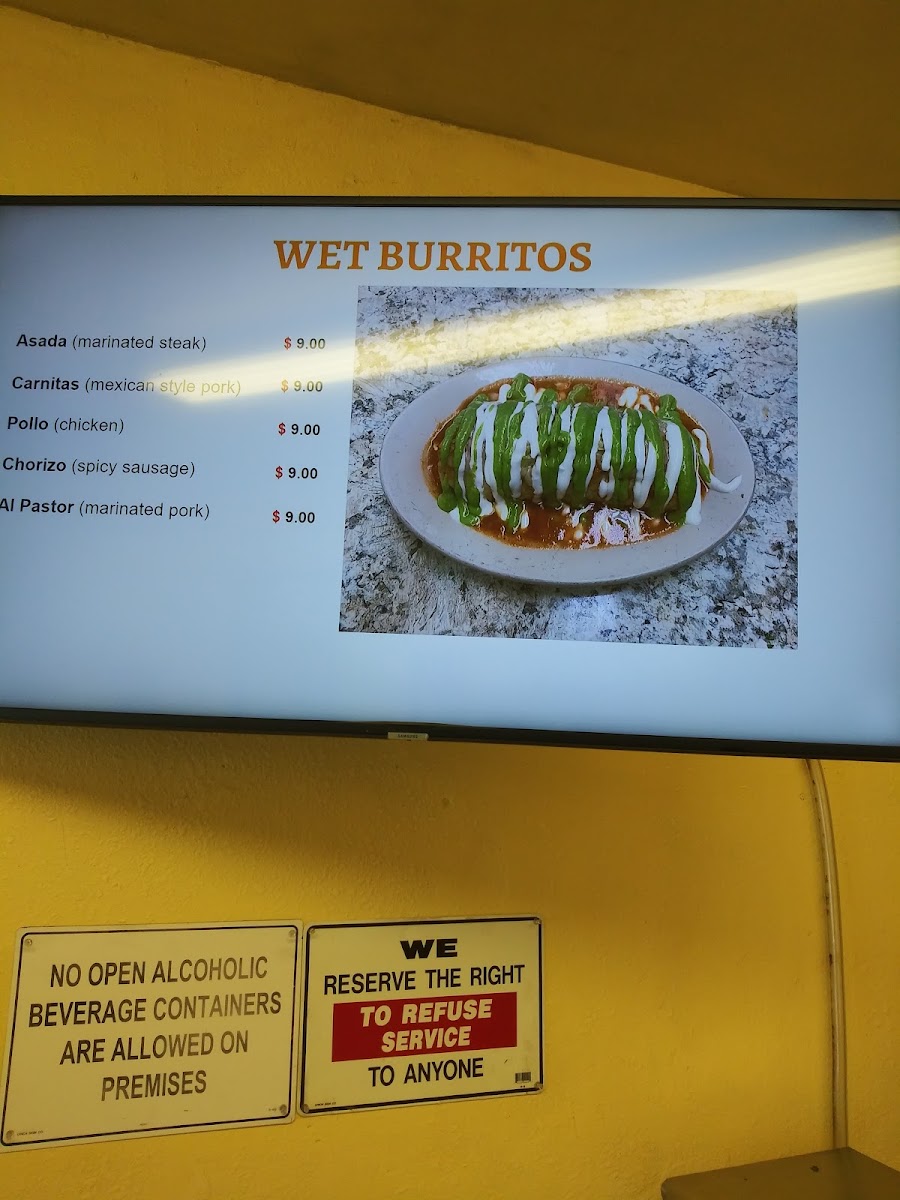 WET BURRITOS
Asada (marinated steak) $ 9.00
Carnitas (mexican style pork) $ 9.00
Pollo (chicken) $ 9.00
Chorizo (spicy sausage) $ 9.00
Al Pastor (marinated pork) $ 9.00
SAMSUNG
NO OPEN ALCOHOLIC
BEVERAGE CONTAINERS
ARE ALLOWED ON
PREMISES
WE
RESERVE THE RIGHT
TO REFUSE
SERVICE
TO ANYONE